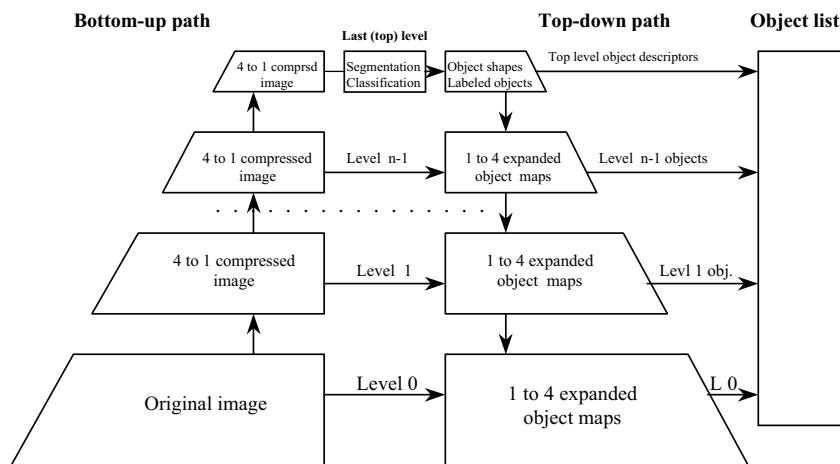 Bottom-up path
Top-down path
Object list
Last (top) level
4 to 1 comprsd
image
Segmentation
Classification
Object shapes
Labeled objects
Top level object descriptors
4 to 1 compressed
image
Level n-1
1 to 4 expanded
object maps
Level n-1 objects
4 to 1 compressed
image
Level 1
1 to 4 expanded
object maps
Levl 1 obj.
Original image
Level 0
1 to 4 expanded
object maps
L 0